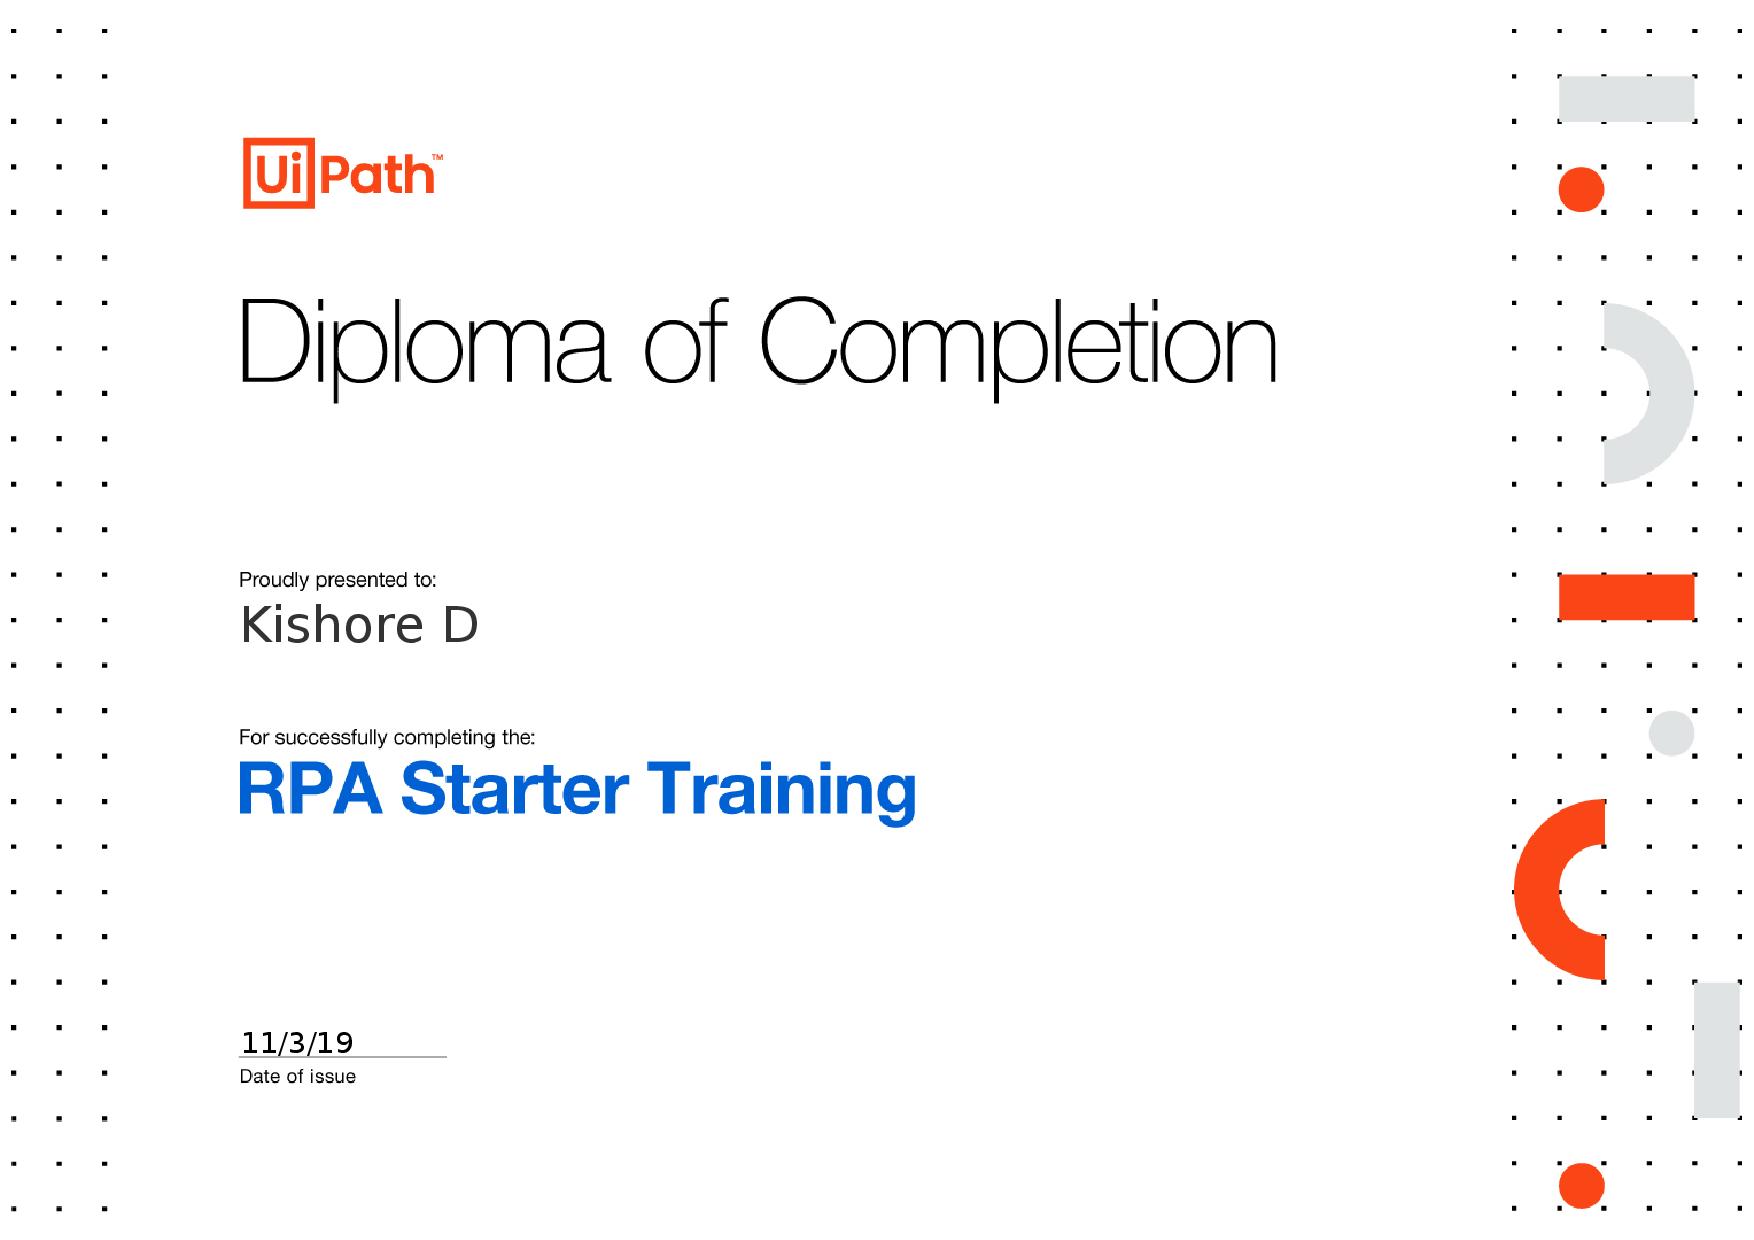 UiPath™
Diploma of Completion
Proudly presented to:
Kishore D
For successfully completing the:
RPA Starter Training
11/3/19
Date of issue